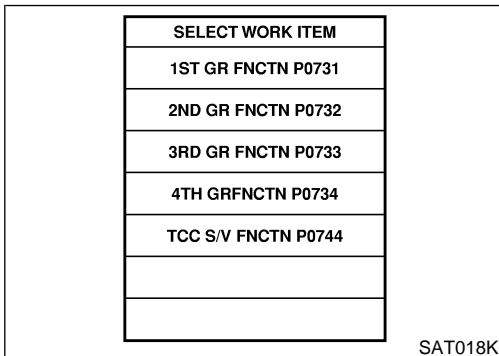 SELECT WORK ITEM
1ST GR FNCTN P0731
2ND GR FNCTN P0732
3RD GR FNCTN P0733
4TH GRFNCTN P0734
TCC S/V FNCTN P0744
SAT018K